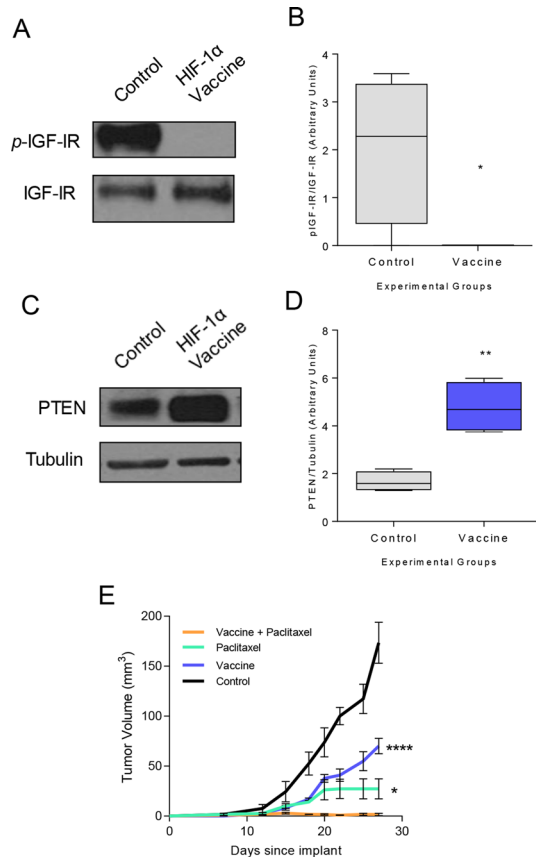 A
Control
HIF-1α
Vaccine
p-IGF-IR
IGF-IR
B
pIGF-IR/IGF-IR (Arbitrary Units)
4
3
2
1
0
*
Control Vaccine
Experimental Groups
C
Control
HIF-1α
Vaccine
PTEN
Tubulin
D
PTEN/Tubulin (Arbitrary Units)
8
6
4
2
0
**
Control Vaccine
Experimental Groups
E
Tumor Volume (mm³)
200
150
100
50
0
Vaccine + Paclitaxel
Paclitaxel
Vaccine
Control
****
*
0 10 20 30
Days since implant